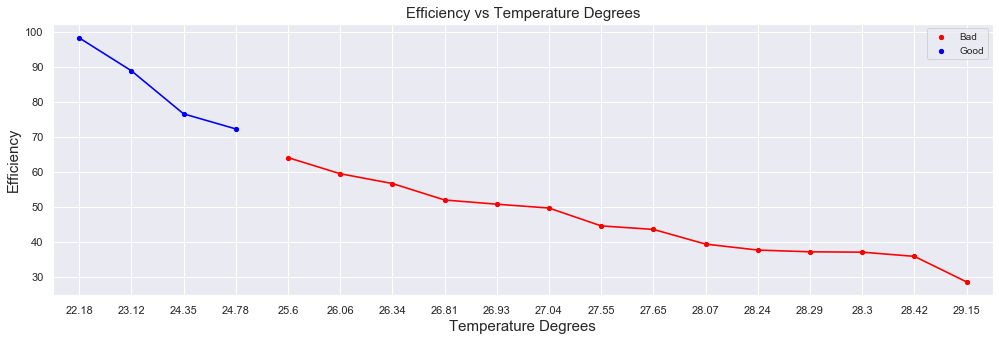 Efficiency vs Temperature Degrees
Bad
Good
Efficiency
100
90
80
70
60
50
40
30
22.18 23.12 24.35 24.78 25.6 26.06 26.34 26.81 26.93 27.04 27.55 27.65 28.07 28.24 28.29 28.3 28.42 29.15
Temperature Degrees